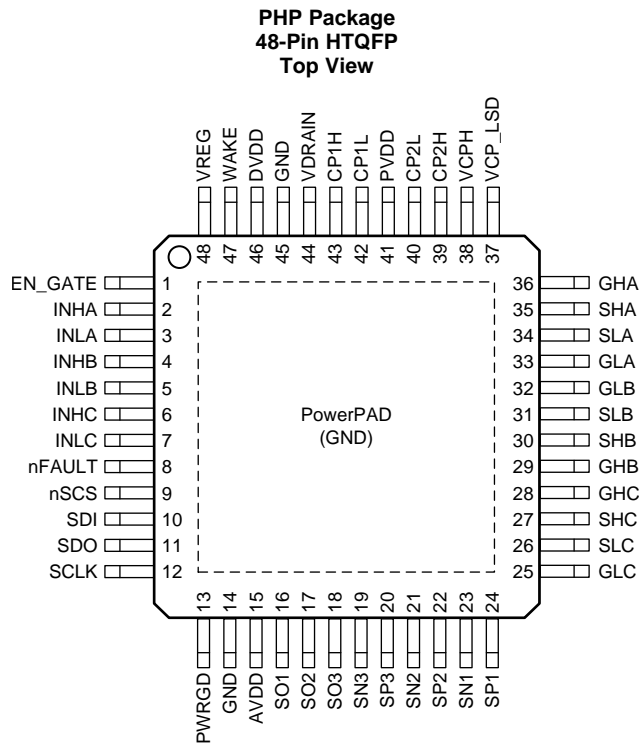 PHP Package
48-Pin HTQFP
Top View
VREG
WAKE
DVDD
GND
VDRAIN
CP1H
CP1L
PVDD
CP2L
CP2H
VCPH
VCP_LSD
48
47
46
45
44
43
42
41
40
39
38
37
EN_GATE 1
INHA 2
INLA 3
INHB 4
INLB 5
INHC 6
INLC 7
nFAULT 8
nSCS 9
SDI 10
SDO 11
SCLK 12
PowerPAD
(GND)
36 GHA
35 SHA
34 SLA
33 GLA
32 GLB
31 SLB
30 SHB
29 GHB
28 GHC
27 SHC
26 SLC
25 GLC
13
14
15
16
17
18
19
20
21
22
23
24
PWRGD
GND
AVDD
SO1
SO2
SO3
SN3
SP3
SN2
SP2
SN1
SP1